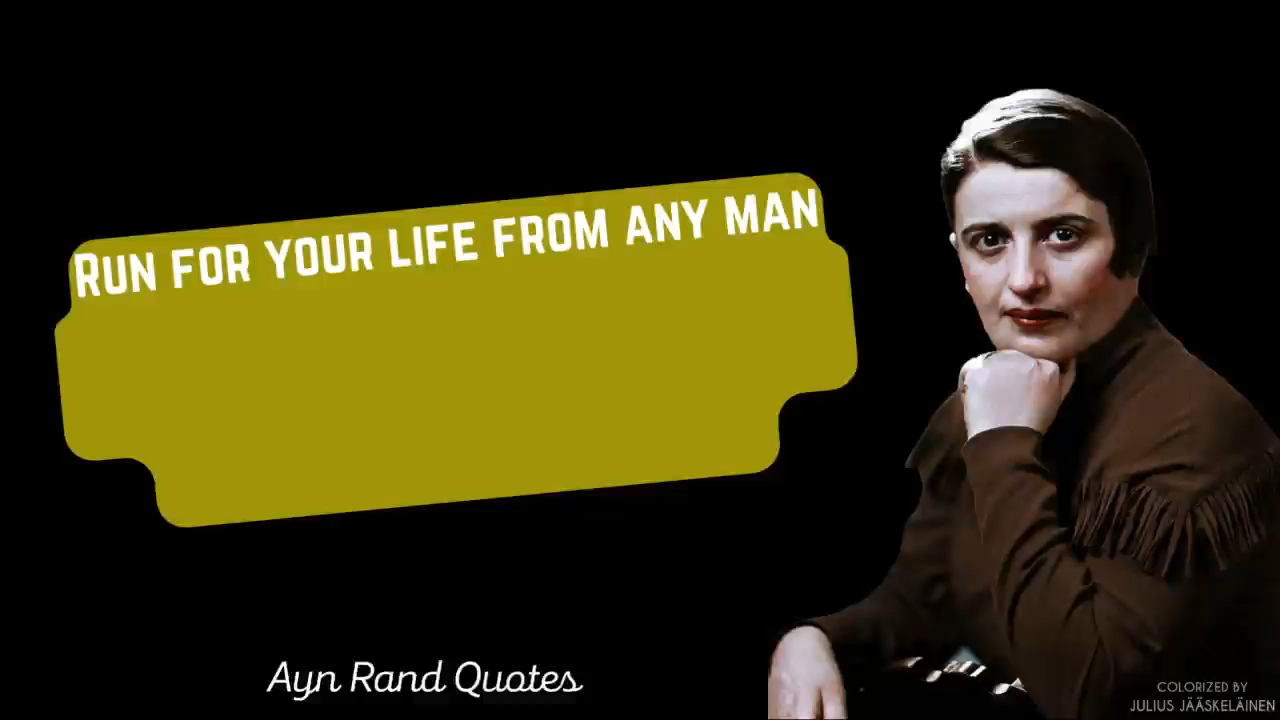 Run for your life from any man
Ayn Rand Quotes
COLORIZED BY
JULIUS JÄÄSKELÄINEN